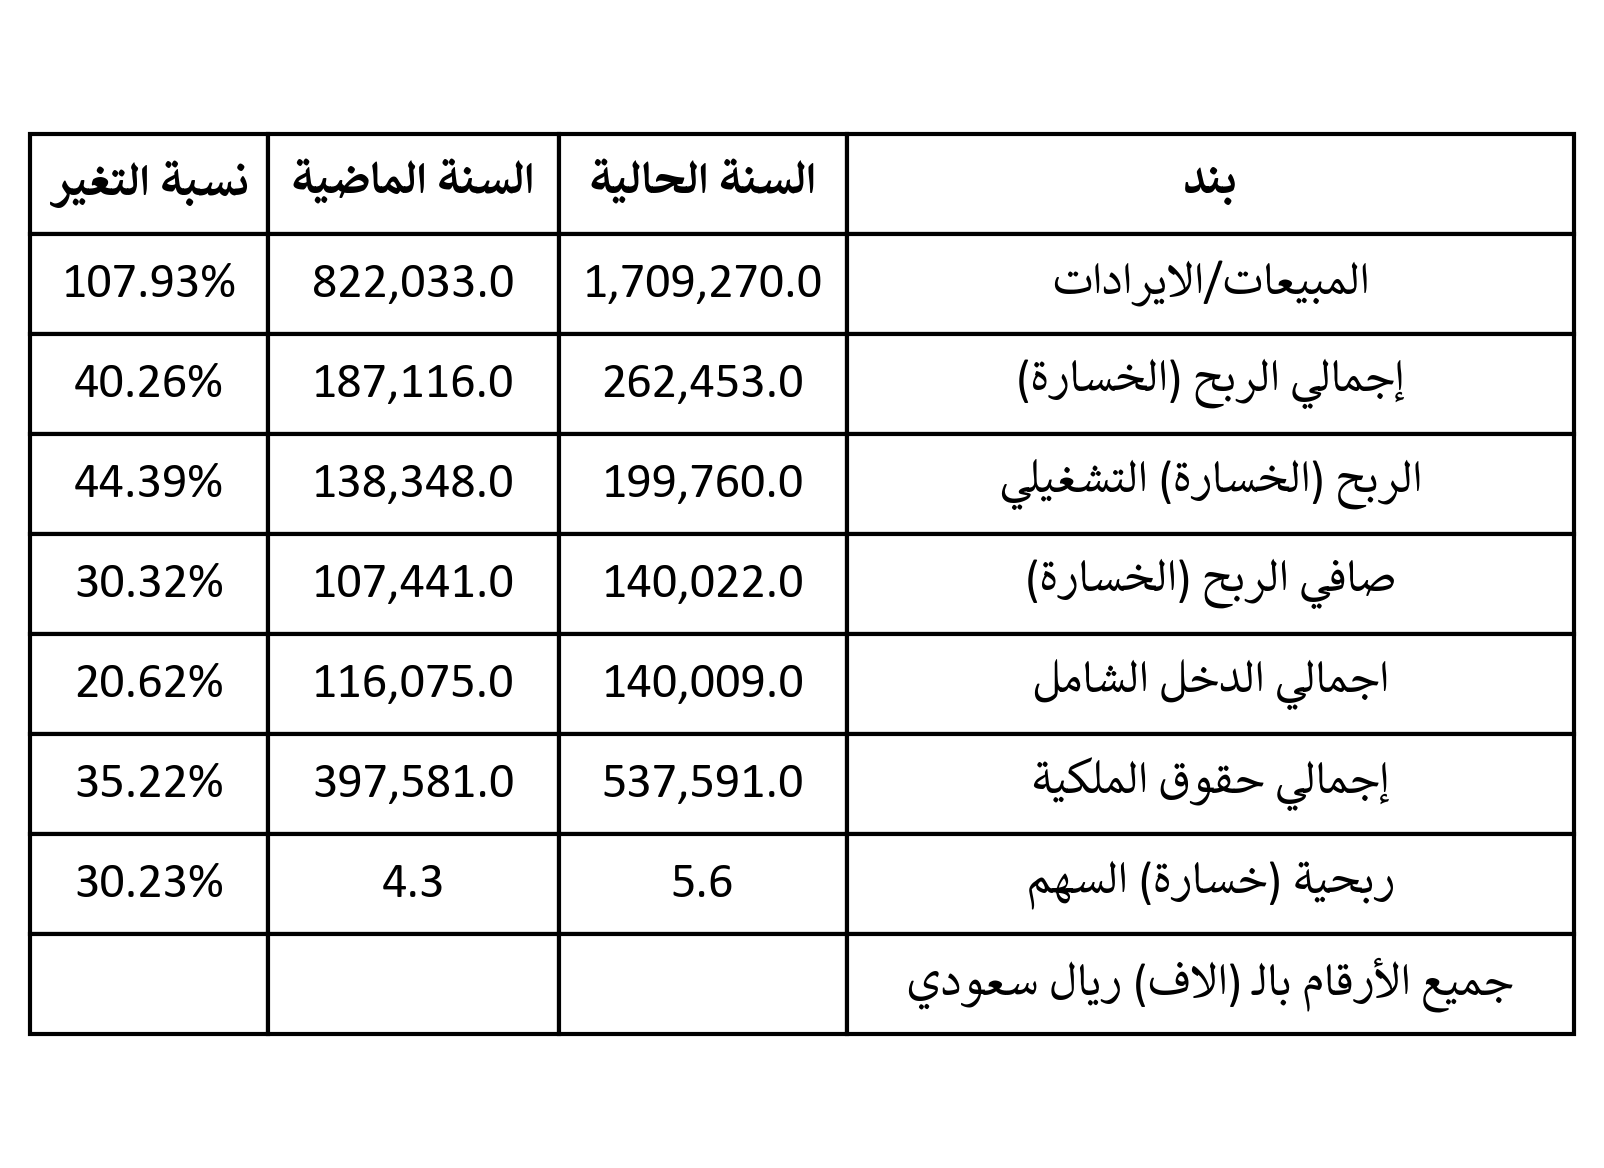 بند السنة الحالية السنة الماضية نسبة التغير
المبيعات/الايرادات 1,709,270.0 822,033.0 107.93%
إجمالي الربح (الخسارة) 262,453.0 187,116.0 40.26%
الربح (الخسارة) التشغيلي 199,760.0 138,348.0 44.39%
صافي الربح (الخسارة) 140,022.0 107,441.0 30.32%
اجمالي الدخل الشامل 140,009.0 116,075.0 20.62%
إجمالي حقوق الملكية 537,591.0 397,581.0 35.22%
ربحية (خسارة) السهم 5.6 4.3 30.23%
جميع الأرقام بالـ (الاف) ريال سعودي